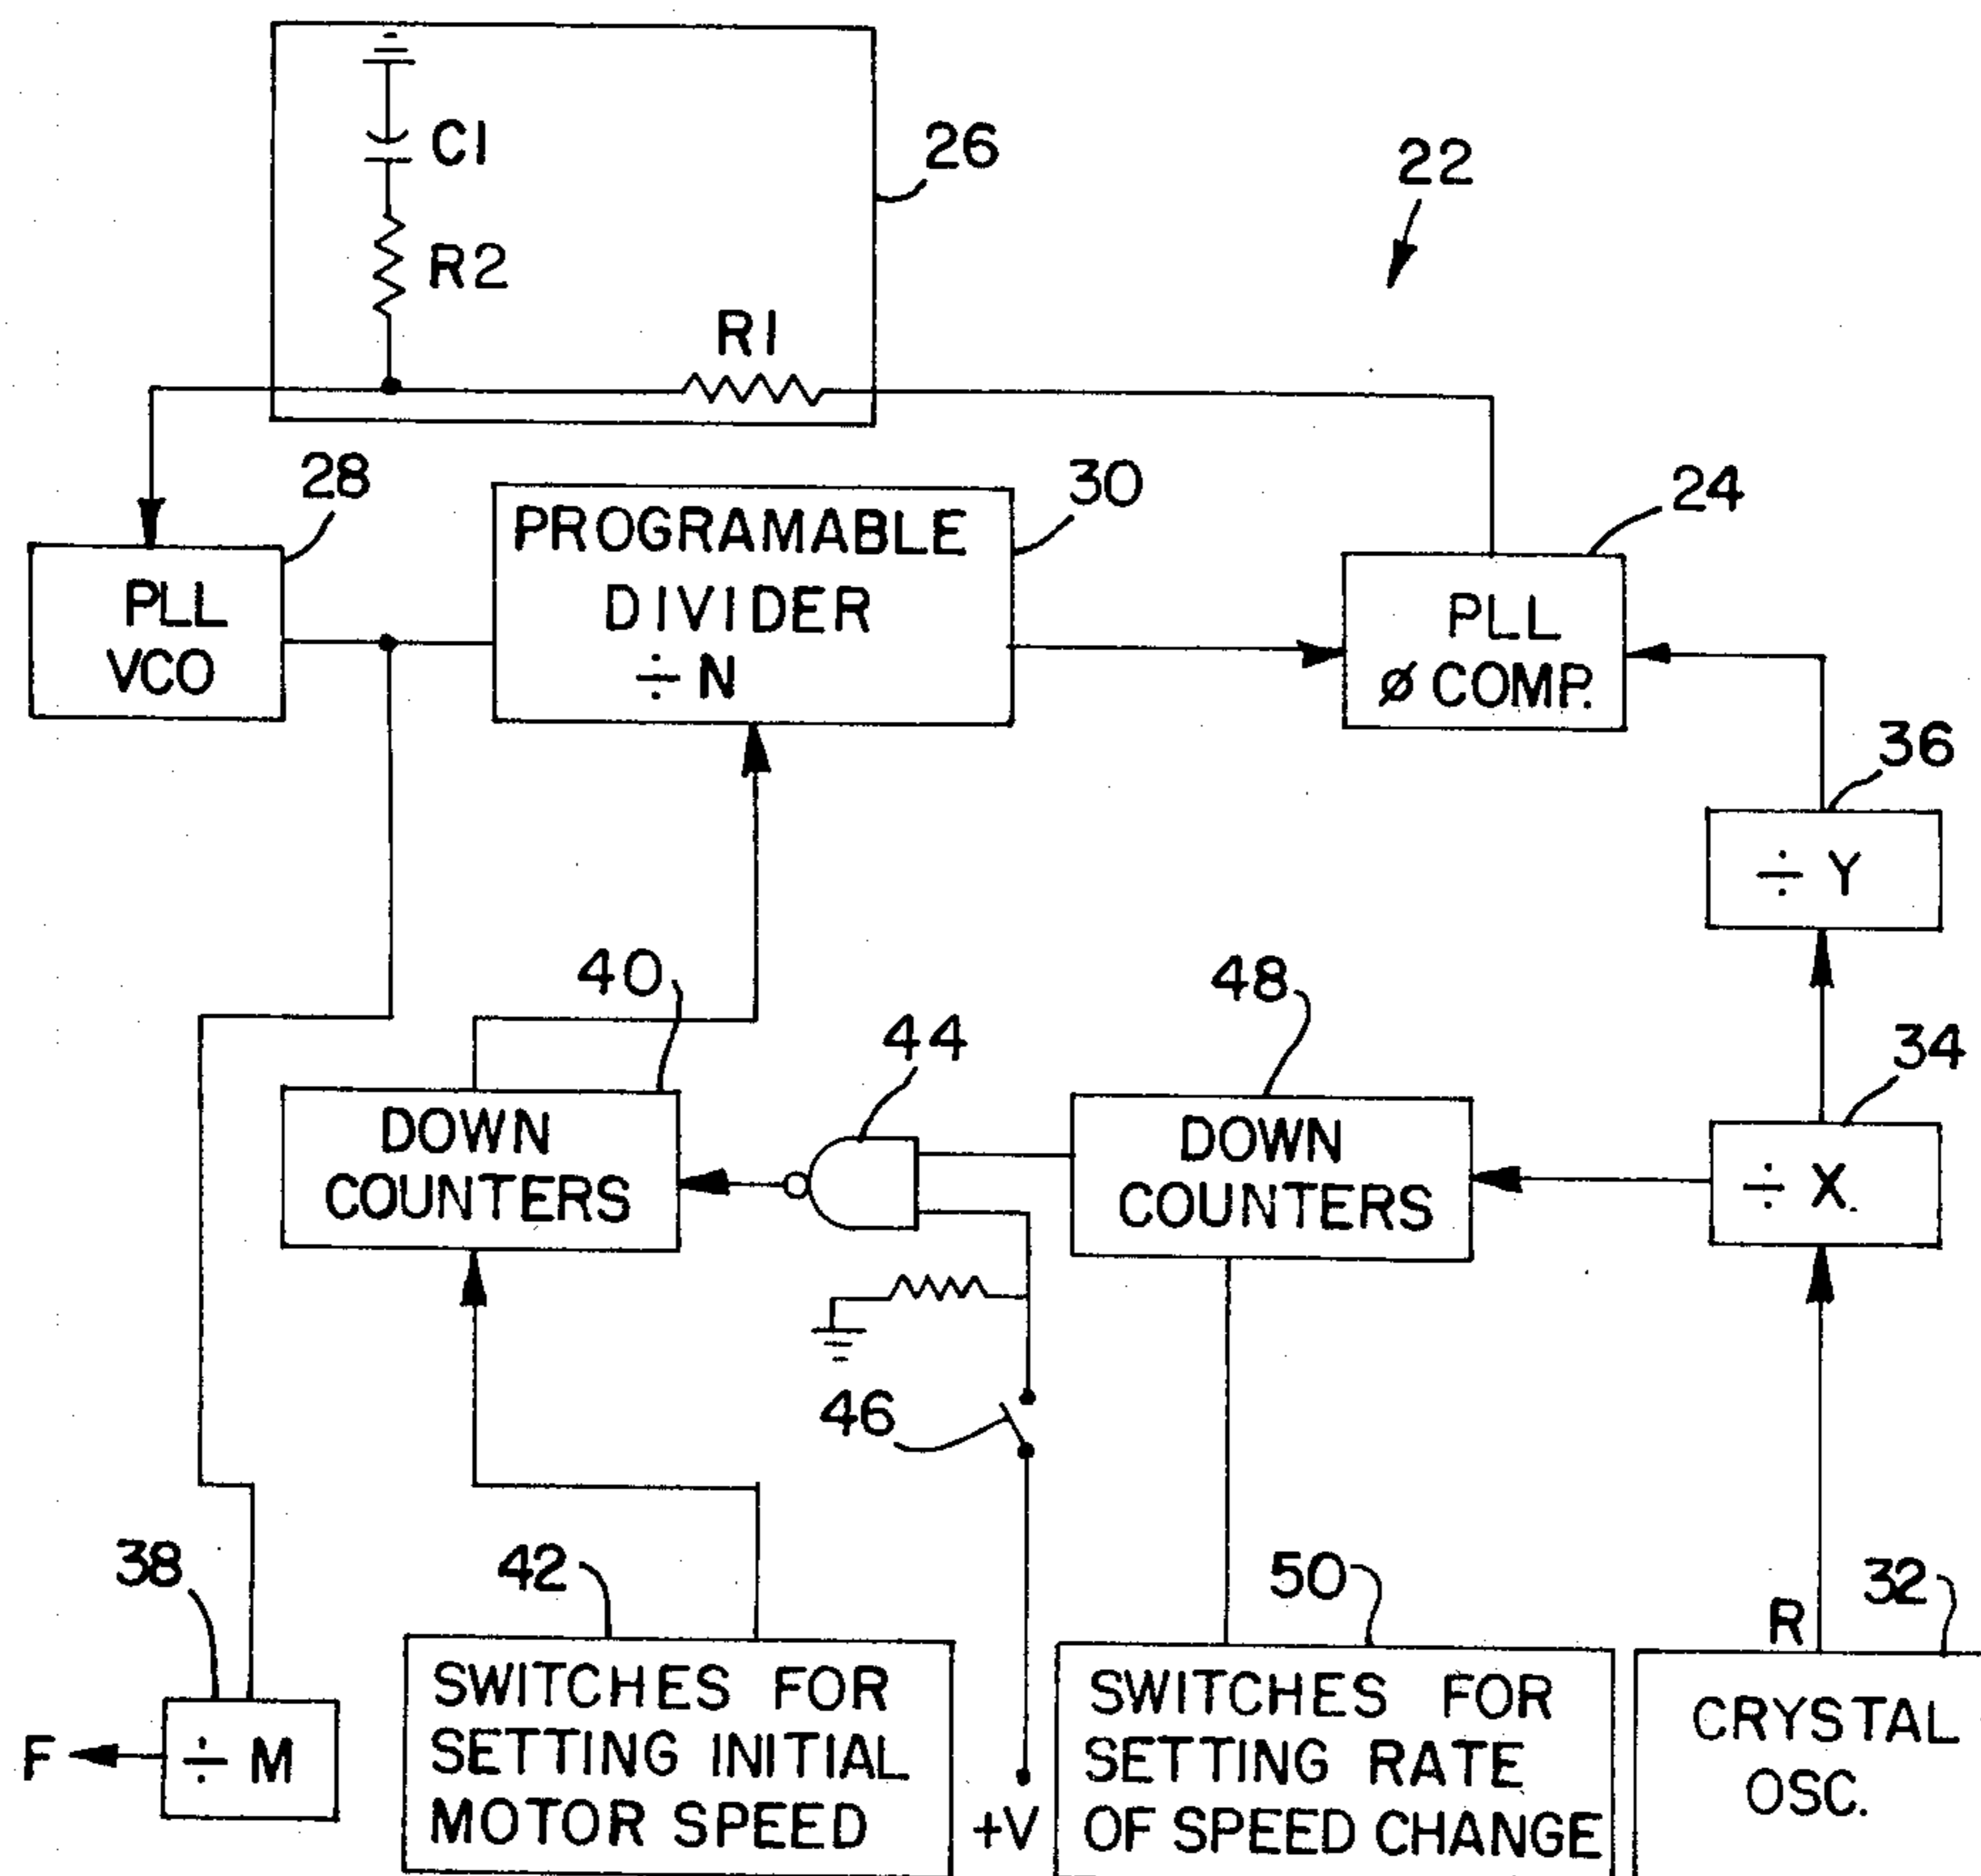 C1
26
22
R2
R1
28
30
24
PROGRAMABLE
DIVIDER
÷ N
PLL
VCO
PLL
ø COMP.
36
÷ Y
40
48
44
34
DOWN
COUNTERS
DOWN
COUNTERS
÷ X
46
38
42
50
32
R
SWITCHES FOR
SETTING INITIAL
MOTOR SPEED
SWITCHES FOR
SETTING RATE
OF SPEED CHANGE
CRYSTAL
OSC.
F
÷ M
+V